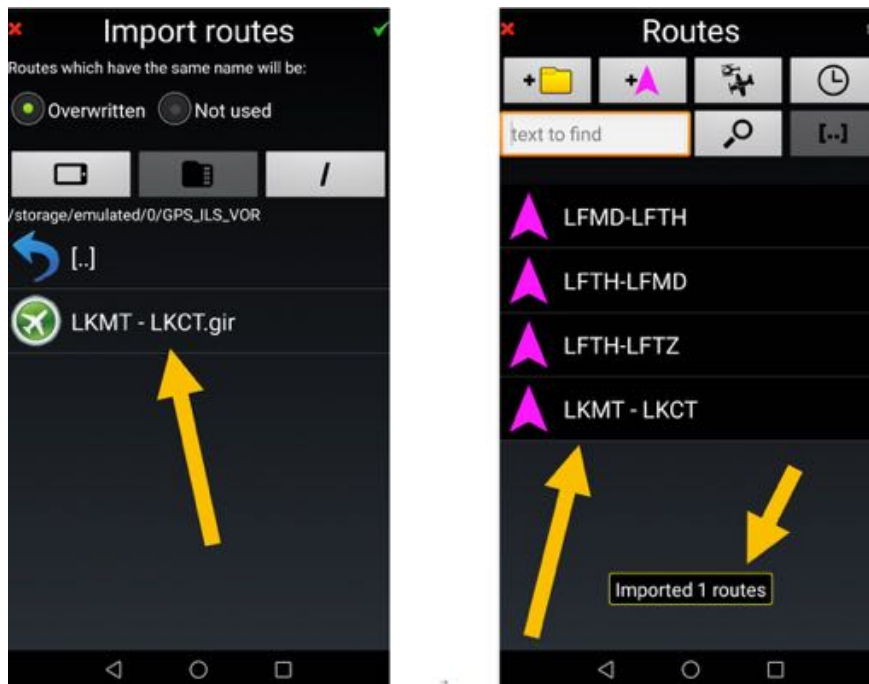 Import routes
Routes which have the same name will be:
Overwritten
Not used
/
/storage/emulated/0/GPS_ILS_VOR
[..]
LKMT - LKCT.gir
Routes
+
+
text to find
[..]
LFMD-LFTH
LFTH-LFMD
LFTH-LFTZ
LKMT - LKCT
Imported 1 routes